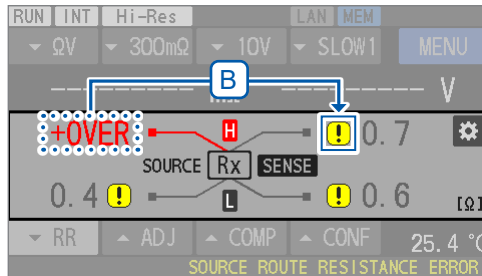 RUN INT Hi-Res LAN MEM
ΩV 300mΩ 10V SLOW1 MENU
B
V
+OVER H ! 0.7
SOURCE Rx SENSE
0.4 ! L ! 0.6 [Ω]
RR ADJ COMP CONF 25.4 °C
SOURCE ROUTE RESISTANCE ERROR